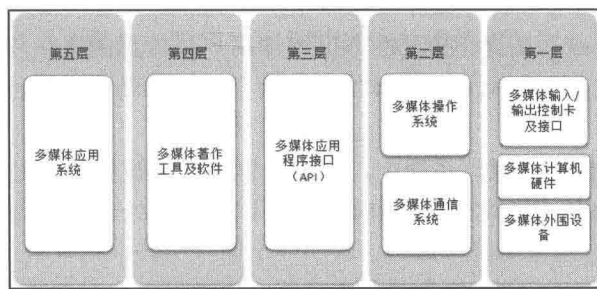 第五层
多媒体应用
系统
第四层
多媒体著作
工具及软件
第三层
多媒体应用
程序接口
（API）
第二层
多媒体操作
系统
多媒体通信
系统
第一层
多媒体输入/
输出控制卡
及接口
多媒体计算机
硬件
多媒体外围设
备